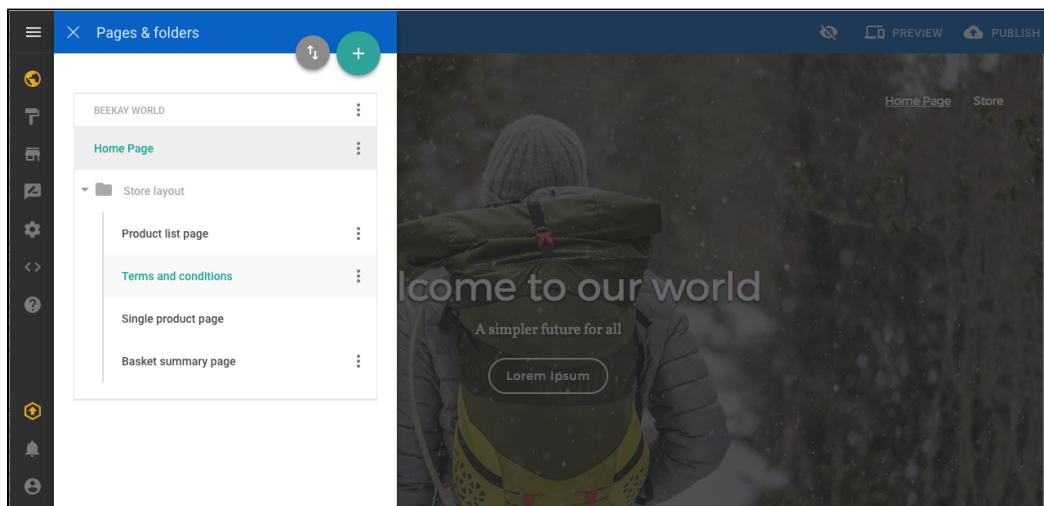 Pages & folders
PREVIEW
PUBLISH
BEEKAY WORLD
Home Page
Store layout
Product list page
Terms and conditions
Single product page
Basket summary page
Home Page Store
lcome to our world
A simpler future for all
Lorem Ipsum